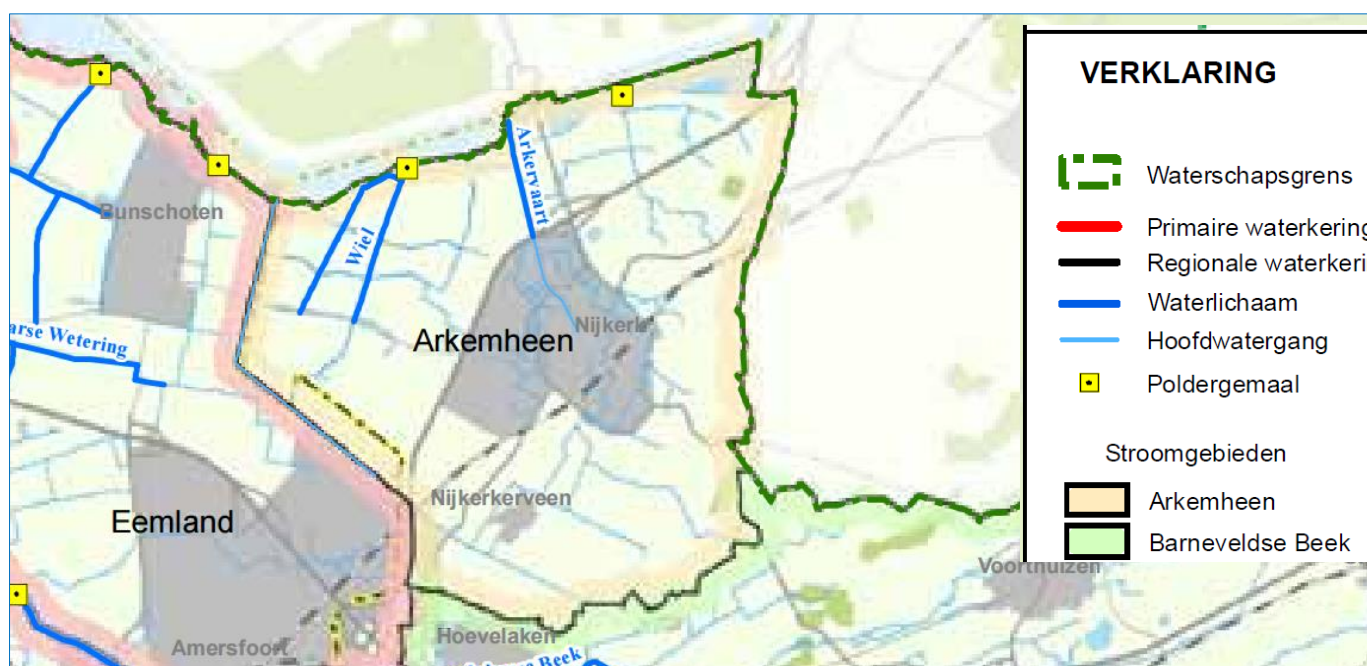 Bunschoten
Wiel
Arkervaart
arse Wetering
Arkemheen
Nijkerk
Nijkerkerveen
Eemland
Amersfoort
Hoevelaken
Beek
Voorthuizen
VERKLARING
Waterschapsgrens
Primaire waterkering
Regionale waterkeri
Waterlichaam
Hoofdwatergang
Poldergemaal
Stroomgebieden
Arkemheen
Barneveldse Beek